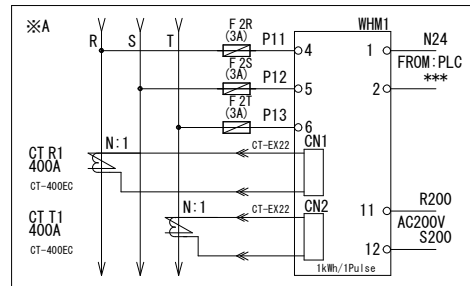 ※A
R S T
WHM1
F 2R
(3A)
P11
4
1
N24
FROM:PLC
***
F 2S
(3A)
P12
5
2
F 2T
(3A)
P13
6
CT R1
400A
CT-400EC
N:1
CT-EX22
CN1
CT T1
400A
CT-400EC
N:1
CT-EX22
CN2
11
R200
AC200V
12
S200
1kWh/1Pulse